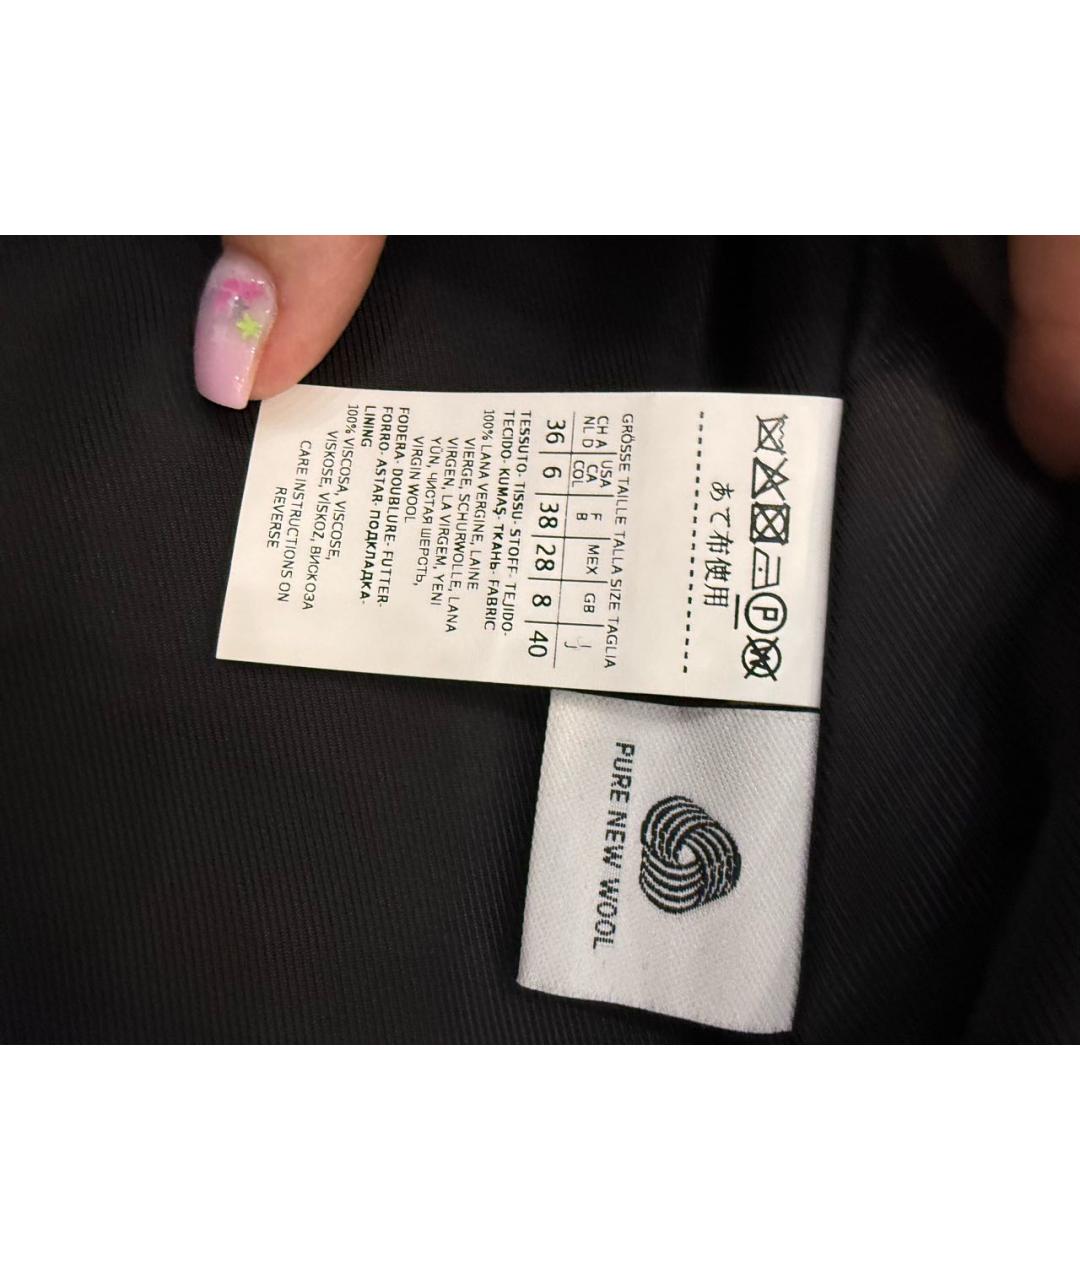 あて布使用
GRÖSSE TAILLE TALLA SIZE TAGLIA
CH A USA F MEX GB J
NL D CA B
COL
36 6 38 28 8 40
TESSUTO- TISSU- STOFF- TEJIDO-
TECIDO- KUMAŞ- ТКАНЬ- FABRIC
100% LANA VERGINE, LAINE
VIERGE, SCHURWOLLE, LANA
VIRGEN, LA VIRGEM, YENI
YÜN, ЧИСТАЯ ШЕРСТЬ,
VIRGIN WOOL
FODERA- DOUBLURE- FUTTER-
FORRO- ASTAR- ПОДКЛАДКА-
LINING
100% VISCOSA, VISCOSE,
VISKOSE, VİSKOZ, ВИСКОЗА
CARE INSTRUCTIONS ON
REVERSE
PURE NEW WOOL